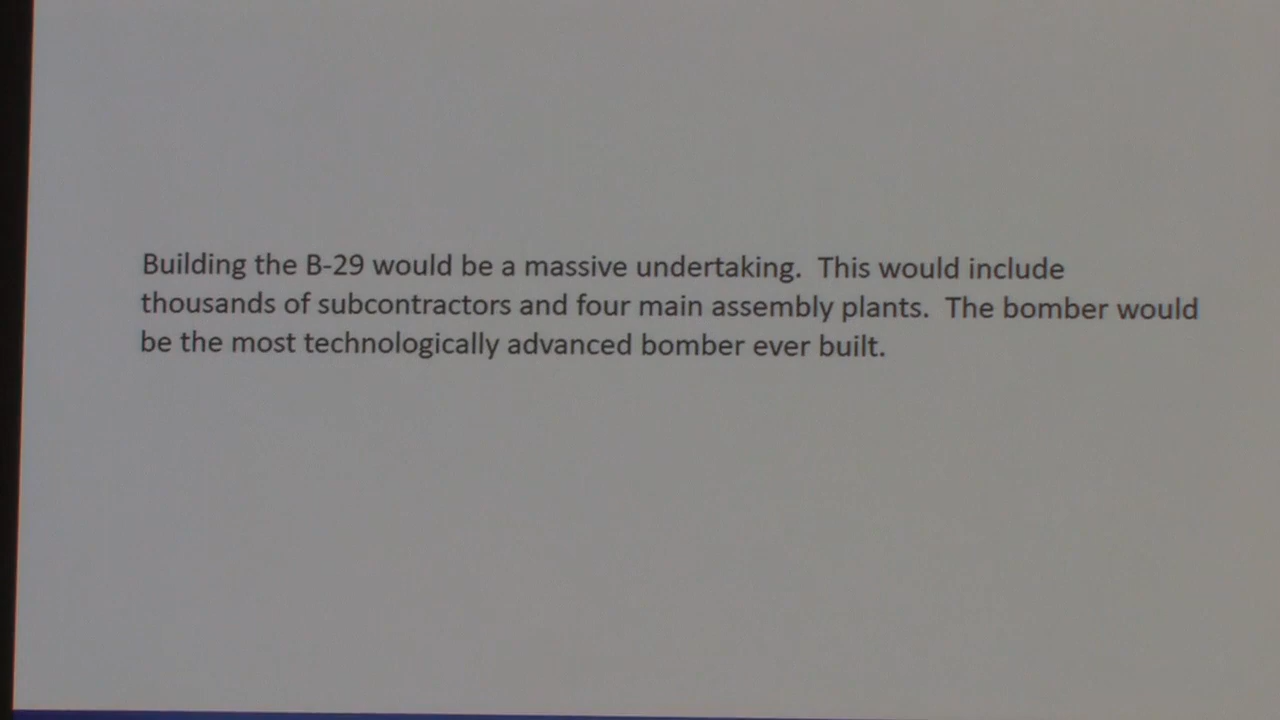 Building the B-29 would be a massive undertaking.  This would include
thousands of subcontractors and four main assembly plants.  The bomber would
be the most technologically advanced bomber ever built.